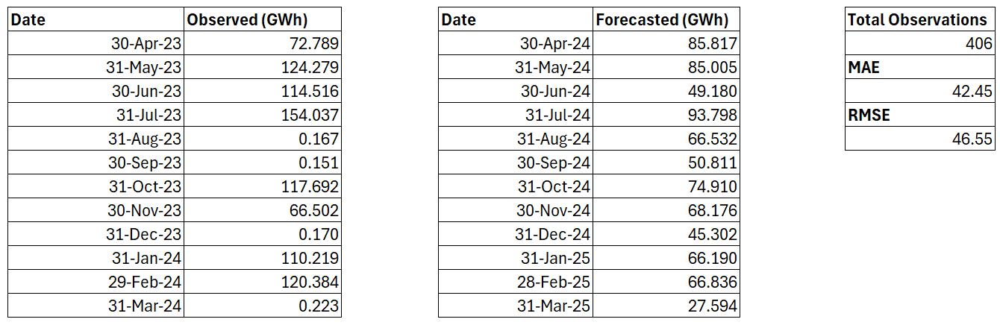 Date Observed (GWh) Date Forecasted (GWh) Total Observations
30-Apr-23 72.789 30-Apr-24 85.817 406
31-May-23 124.279 31-May-24 85.005 MAE
30-Jun-23 114.516 30-Jun-24 49.180 42.45
31-Jul-23 154.037 31-Jul-24 93.798 RMSE
31-Aug-23 0.167 31-Aug-24 66.532 46.55
30-Sep-23 0.151 30-Sep-24 50.811
31-Oct-23 117.692 31-Oct-24 74.910
30-Nov-23 66.502 30-Nov-24 68.176
31-Dec-23 0.170 31-Dec-24 45.302
31-Jan-24 110.219 31-Jan-25 66.190
29-Feb-24 120.384 28-Feb-25 66.836
31-Mar-24 0.223 31-Mar-25 27.594